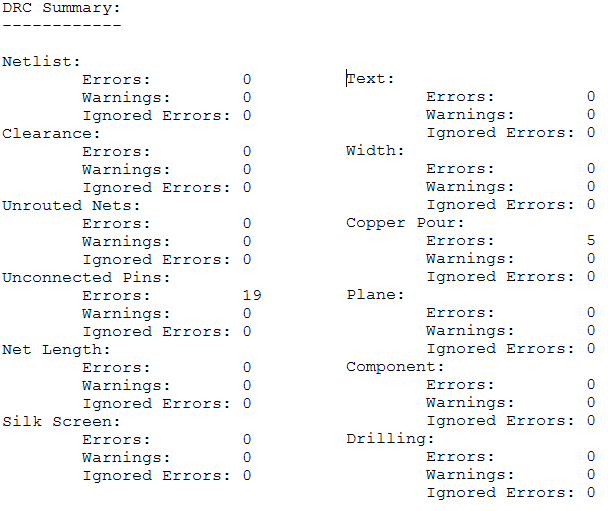 DRC Summary:
------------
Netlist:
Errors: 0
Warnings: 0
Ignored Errors: 0
Clearance:
Errors: 0
Warnings: 0
Ignored Errors: 0
Unrouted Nets:
Errors: 0
Warnings: 0
Ignored Errors: 0
Unconnected Pins:
Errors: 19
Warnings: 0
Ignored Errors: 0
Net Length:
Errors: 0
Warnings: 0
Ignored Errors: 0
Silk Screen:
Errors: 0
Warnings: 0
Ignored Errors: 0
Text:
Errors: 0
Warnings: 0
Ignored Errors: 0
Width:
Errors: 0
Warnings: 0
Ignored Errors: 0
Copper Pour:
Errors: 5
Warnings: 0
Ignored Errors: 0
Plane:
Errors: 0
Warnings: 0
Ignored Errors: 0
Component:
Errors: 0
Warnings: 0
Ignored Errors: 0
Drilling:
Errors: 0
Warnings: 0
Ignored Errors: 0